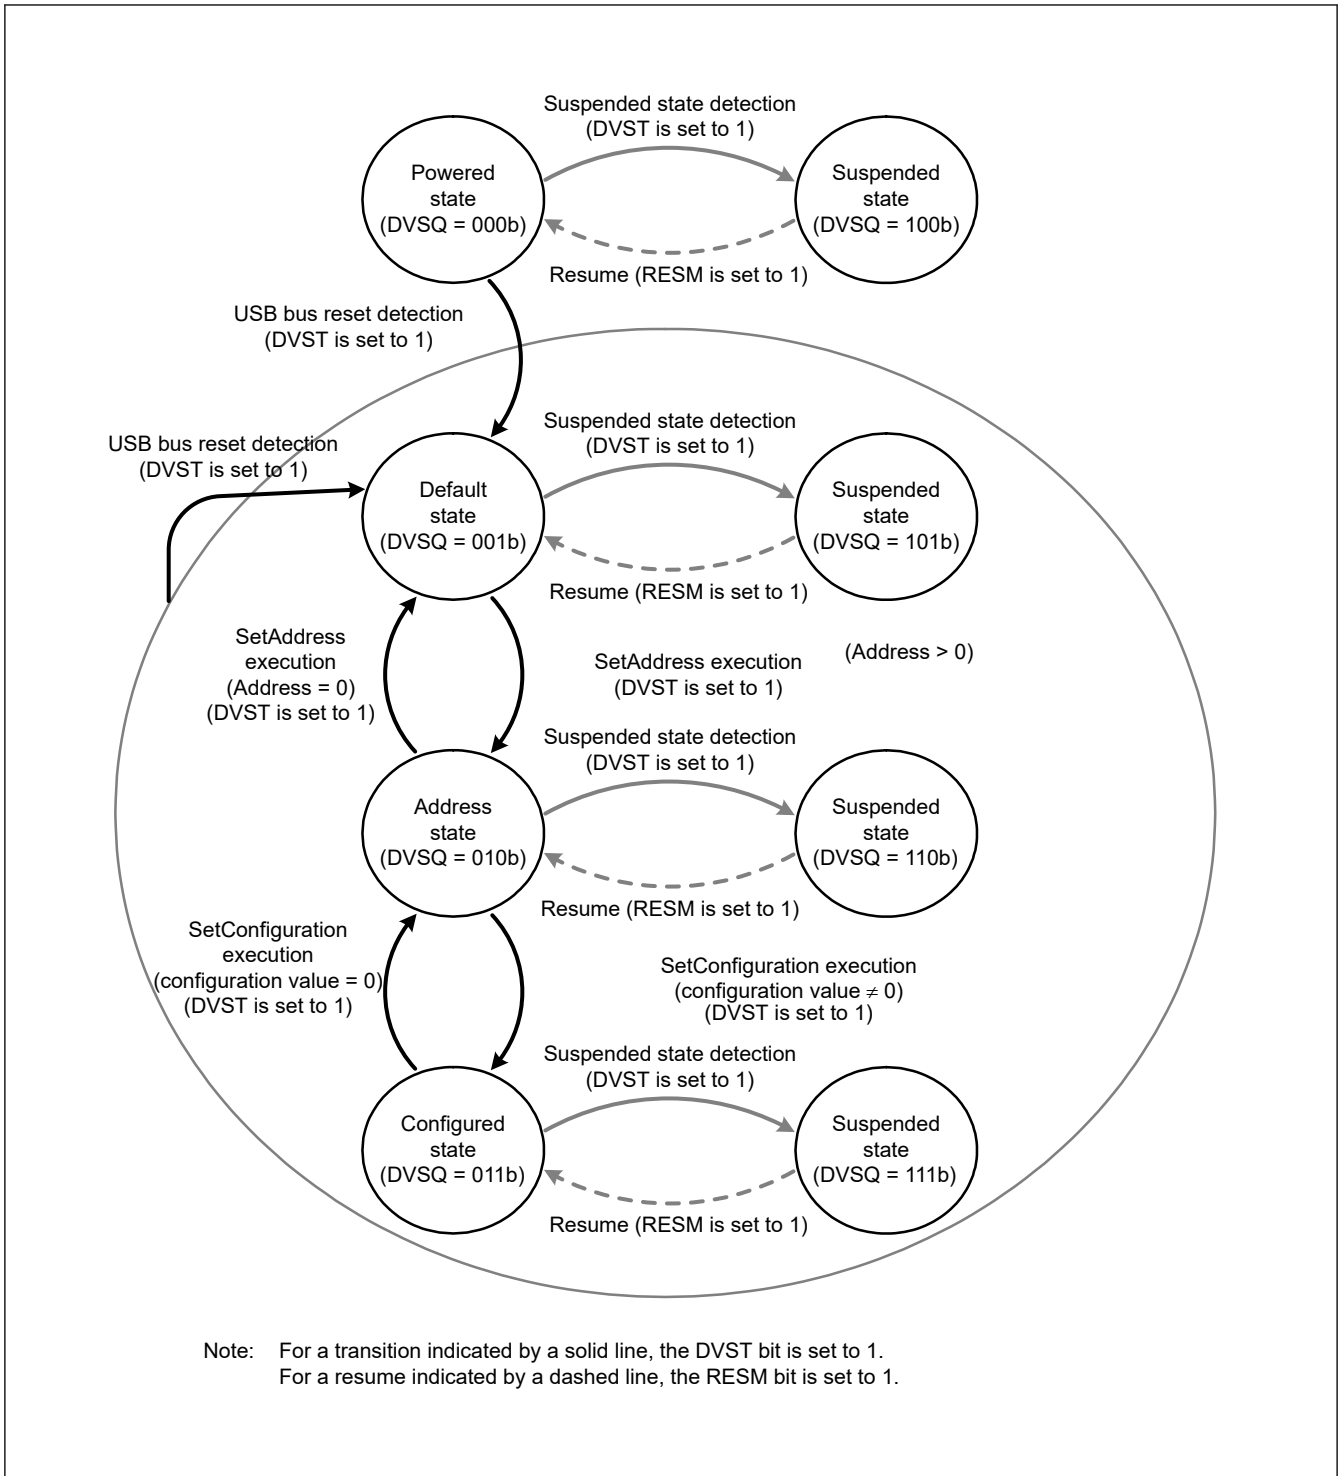 Suspended state detection
(DVST is set to 1)
Powered
state
(DVSQ = 000b)
Suspended
state
(DVSQ = 100b)
Resume (RESM is set to 1)
USB bus reset detection
(DVST is set to 1)
USB bus reset detection
(DVST is set to 1)
Suspended state detection
(DVST is set to 1)
Default
state
(DVSQ = 001b)
Suspended
state
(DVSQ = 101b)
Resume (RESM is set to 1)
SetAddress
execution
(Address = 0)
(DVST is set to 1)
SetAddress execution
(DVST is set to 1)
(Address > 0)
Suspended state detection
(DVST is set to 1)
Address
state
(DVSQ = 010b)
Suspended
state
(DVSQ = 110b)
Resume (RESM is set to 1)
SetConfiguration
execution
(configuration value = 0)
(DVST is set to 1)
SetConfiguration execution
(configuration value ≠ 0)
(DVST is set to 1)
Suspended state detection
(DVST is set to 1)
Configured
state
(DVSQ = 011b)
Suspended
state
(DVSQ = 111b)
Resume (RESM is set to 1)
Note: For a transition indicated by a solid line, the DVST bit is set to 1.
For a resume indicated by a dashed line, the RESM bit is set to 1.